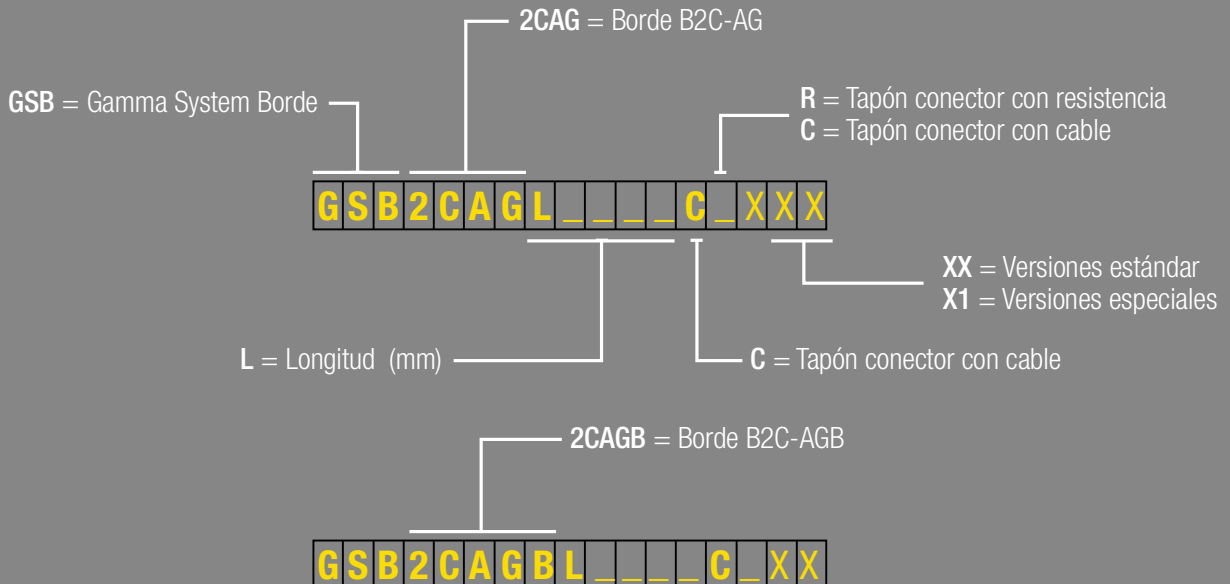 2CAG = Borde B2C-AG
GSB = Gamma System Borde
R = Tapón conector con resistencia
C = Tapón conector con cable
GSB2CAGL____C_XXX
XX = Versiones estándar
X1 = Versiones especiales
L = Longitud (mm)
C = Tapón conector con cable
2CAGB = Borde B2C-AGB
GSB2CAGBL____C_XX